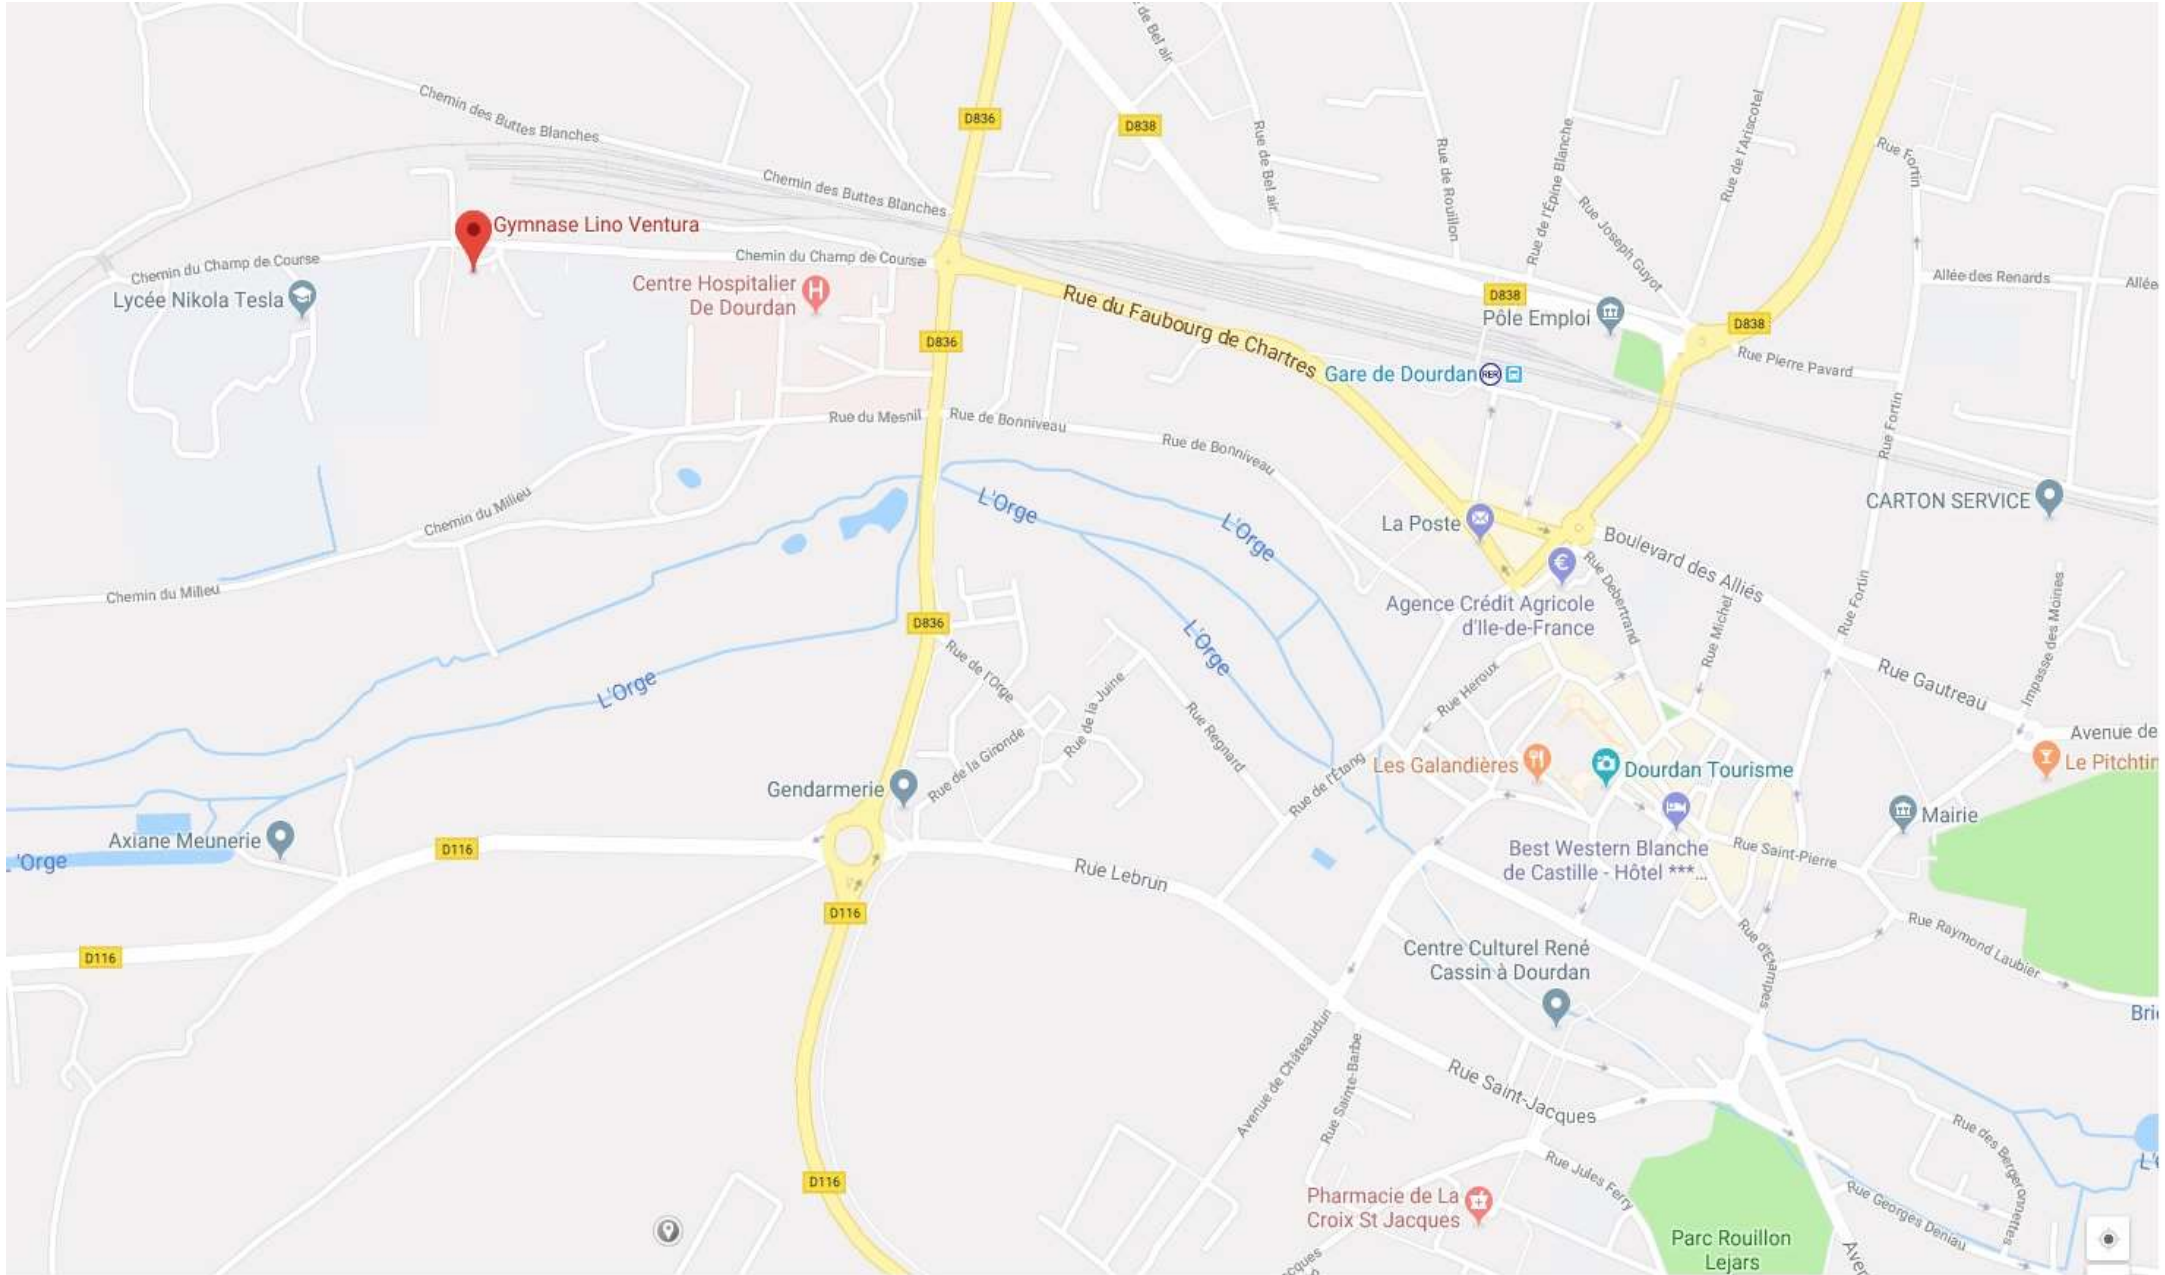 de Bel air
Chemin des Buttes Blanches
D836
D838
Rue de Bel air
Rue de Rouillon
Rue de l'Épine Blanche
Rue de l'Ariscotel
Rue Fortin
Chemin des Buttes Blanches
Rue Joseph Guyot
Gymnase Lino Ventura
Chemin du Champ de Course
Chemin du Champ de Course
Lycée Nikola Tesla
Centre Hospitalier
De Dourdan
H
Rue du Faubourg de Chartres
D838
Pôle Emploi
D838
Allée des Renards
Allée
D836
Rue Pierre Pavard
Gare de Dourdan
RER
Rue du Mesnil
Rue de Bonniveau
Rue de Bonniveau
Rue Fortin
Chemin du Milieu
L'Orge
L'Orge
La Poste
CARTON SERVICE
Boulevard des Alliés
€
Rue Debertrand
Agence Crédit Agricole
d'Ile-de-France
Chemin du Milieu
Rue Michel
Rue Fortin
Impasse des Moines
D836
L'Orge
Rue de l'Orge
L'Orge
Rue de la Juine
Rue Regnard
Rue Héroux
Rue Gautreau
Avenue de
Le Pitchtin
Rue de la Gironde
Gendarmerie
Rue de l'Étang
Les Galandières
Dourdan Tourisme
Mairie
Axiane Meunerie
D116
'Orge
Rue Lebrun
Best Western Blanche
de Castille - Hôtel ***...
Rue Saint-Pierre
D116
D116
Rue d'Etampes
Rue Raymond Laubier
Centre Culturel René
Cassin à Dourdan
Avenue de Châteaudun
Rue Sainte-Barbe
Rue Saint-Jacques
Rue des Bergeronnettes
D116
Rue Jules Ferry
Pharmacie de La
Croix St Jacques
Rue Georges Deniau
Parc Rouillon
Lejars
cques